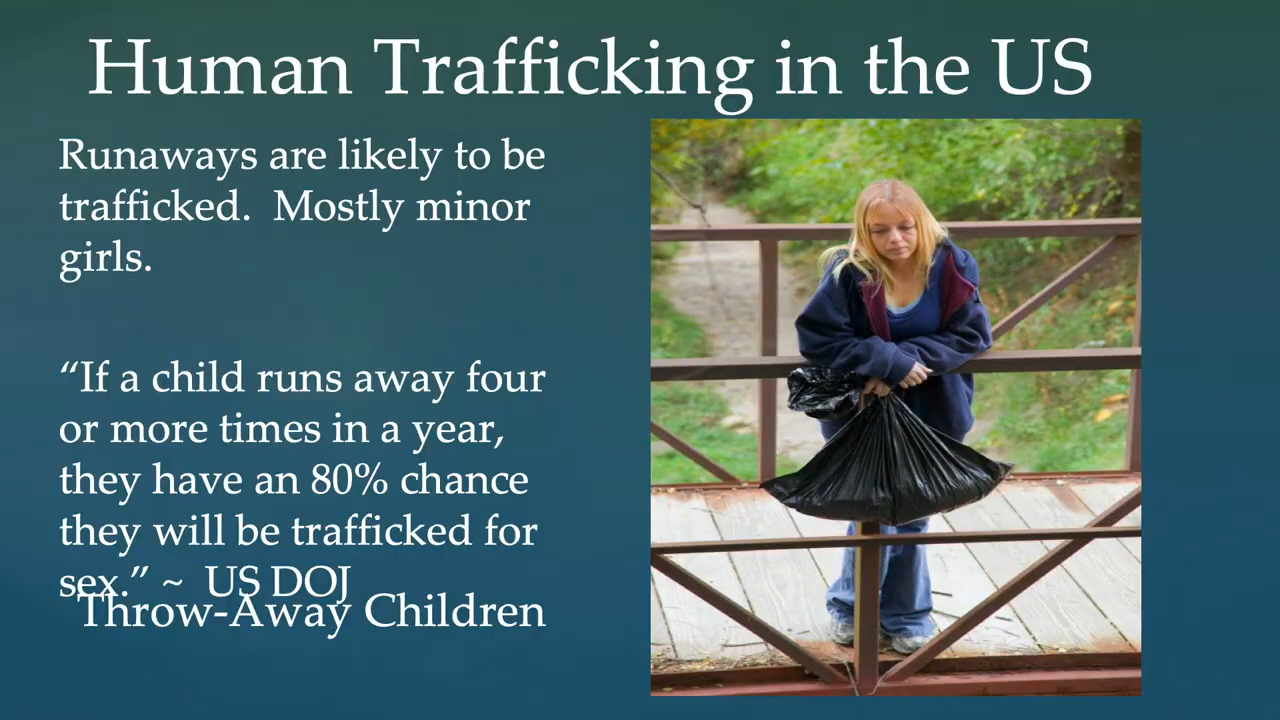 Human Trafficking in the US
Runaways are likely to be
trafficked.  Mostly minor
girls.
“If a child runs away four
or more times in a year,
they have an 80% chance
they will be trafficked for
sex.” ~  US DOJ
Throw-Away Children